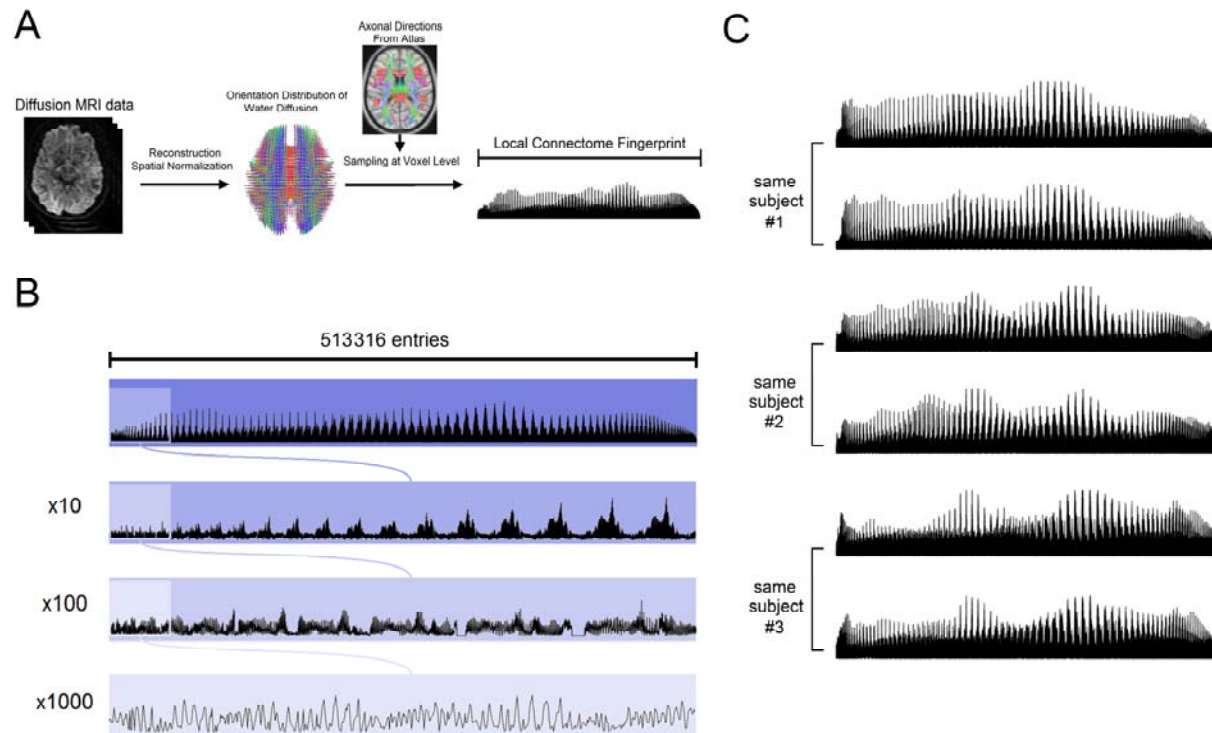 A
Axonal Directions
From Atlas
Diffusion MRI data
Orientation Distribution of
Water Diffusion
Reconstruction
Spatial Normalization
Sampling at Voxel Level
Local Connectome Fingerprint
B
513316 entries
x10
x100
x1000
C
same
subject
#1
same
subject
#2
same
subject
#3